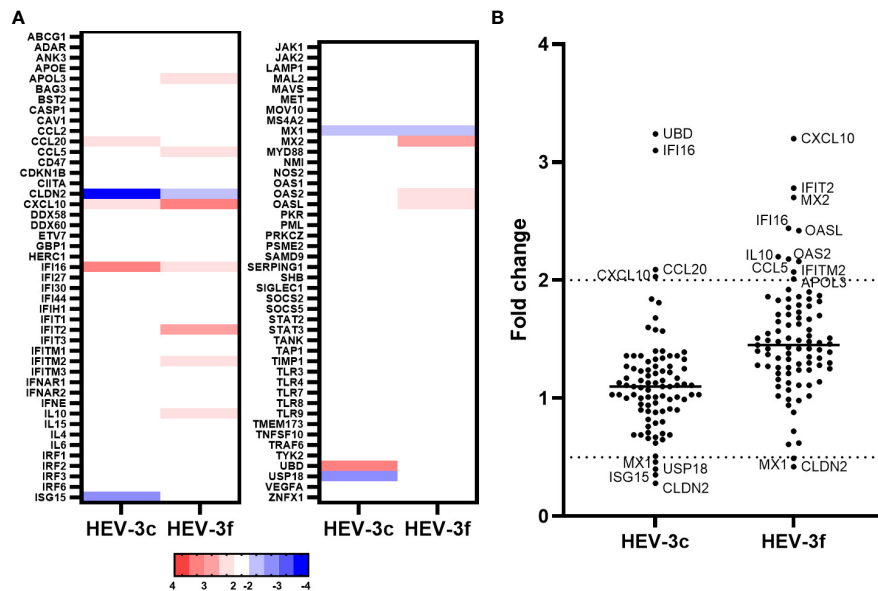 A
ABCG1
ADAR
ANK3
APOE
APOL3
BAG3
BST2
CASP1
CAV1
CCL2
CCL20
CCL5
CD47
CDKN1B
CIITA
CLDN2
CXCL10
DDX58
DDX60
ETV7
GBP1
HERC1
IFI16
IFI27
IFI30
IFI44
IFIH1
IFIT1
IFIT2
IFIT3
IFITM1
IFITM2
IFITM3
IFNAR1
IFNAR2
IFNE
IL10
IL15
IL4
IL6
IRF1
IRF2
IRF3
IRF6
ISG15
HEV-3c HEV-3f
JAK1
JAK2
LAMP1
MAL2
MAVS
MET
MOV10
MS4A2
MX1
MX2
MYD88
NMI
NOS2
OAS1
OAS2
OASL
PKR
PML
PRKCZ
PSME2
SAMD9
SERPING1
SHB
SIGLEC1
SOCS2
SOCS5
STAT2
STAT3
TANK
TAP1
TIMP1
TLR3
TLR4
TLR7
TLR8
TLR9
TMEM173
TNFSF10
TRAF6
TYK2
UBD
USP18
VEGFA
ZNFX1
HEV-3c HEV-3f
4 3 2 -2 -3 -4
B
Fold change
4
3
2
1
0
UBD
IFI16
CXCL10 CCL20
MX1
USP18
ISG15
CLDN2
CXCL10
IFIT2
MX2
IFI16
OASL
IL10 OAS2
CCL5 IFITM2
APOL3
MX1 CLDN2
HEV-3c HEV-3f